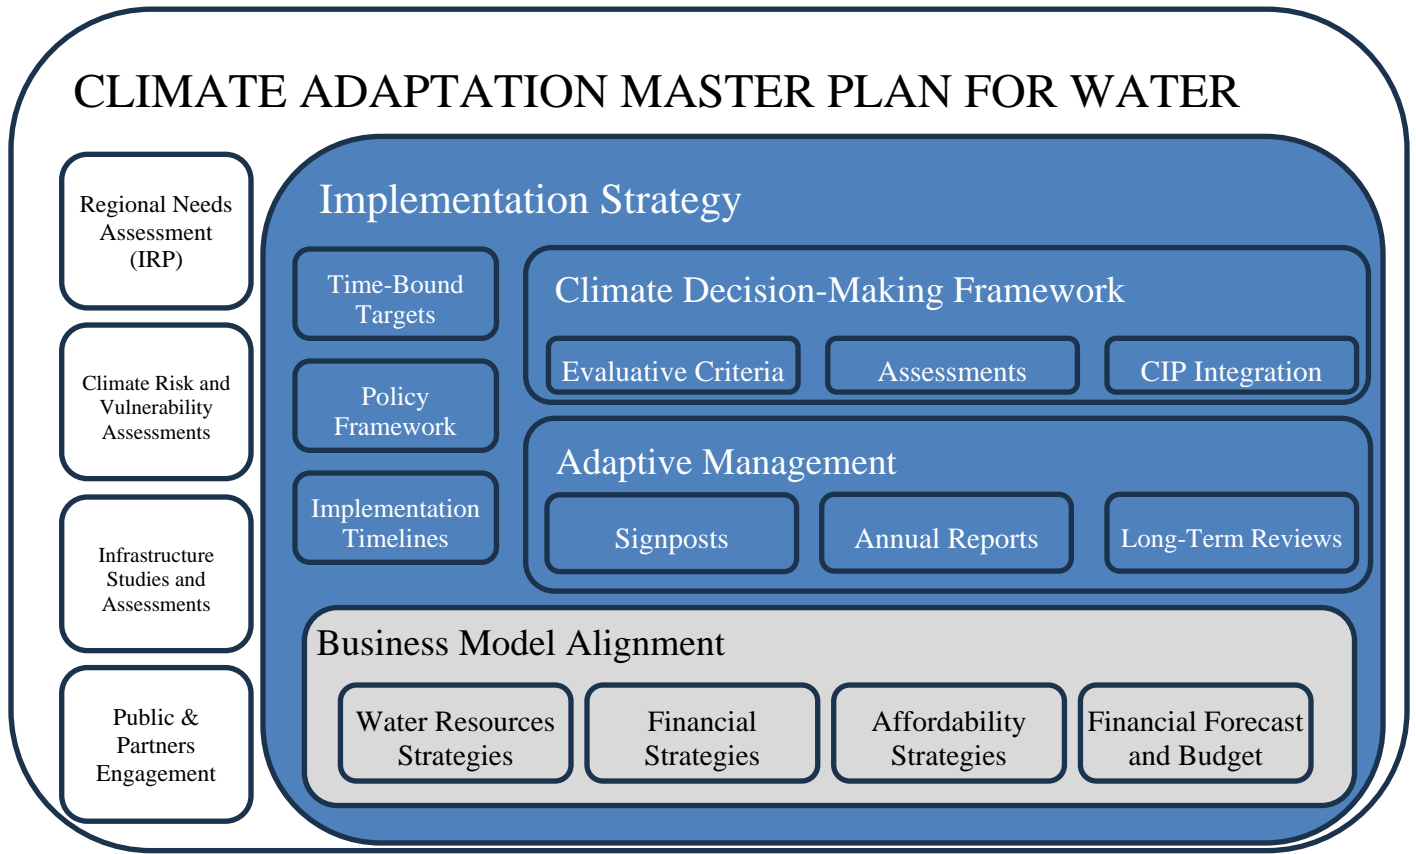 CLIMATE ADAPTATION MASTER PLAN FOR WATER
Regional Needs
Assessment
(IRP)
Climate Risk and
Vulnerability
Assessments
Infrastructure
Studies and
Assessments
Public &
Partners
Engagement
Implementation Strategy
Time-Bound
Targets
Policy
Framework
Implementation
Timelines
Climate Decision-Making Framework
Evaluative Criteria
Assessments
CIP Integration
Adaptive Management
Signposts
Annual Reports
Long-Term Reviews
Business Model Alignment
Water Resources
Strategies
Financial
Strategies
Affordability
Strategies
Financial Forecast
and Budget